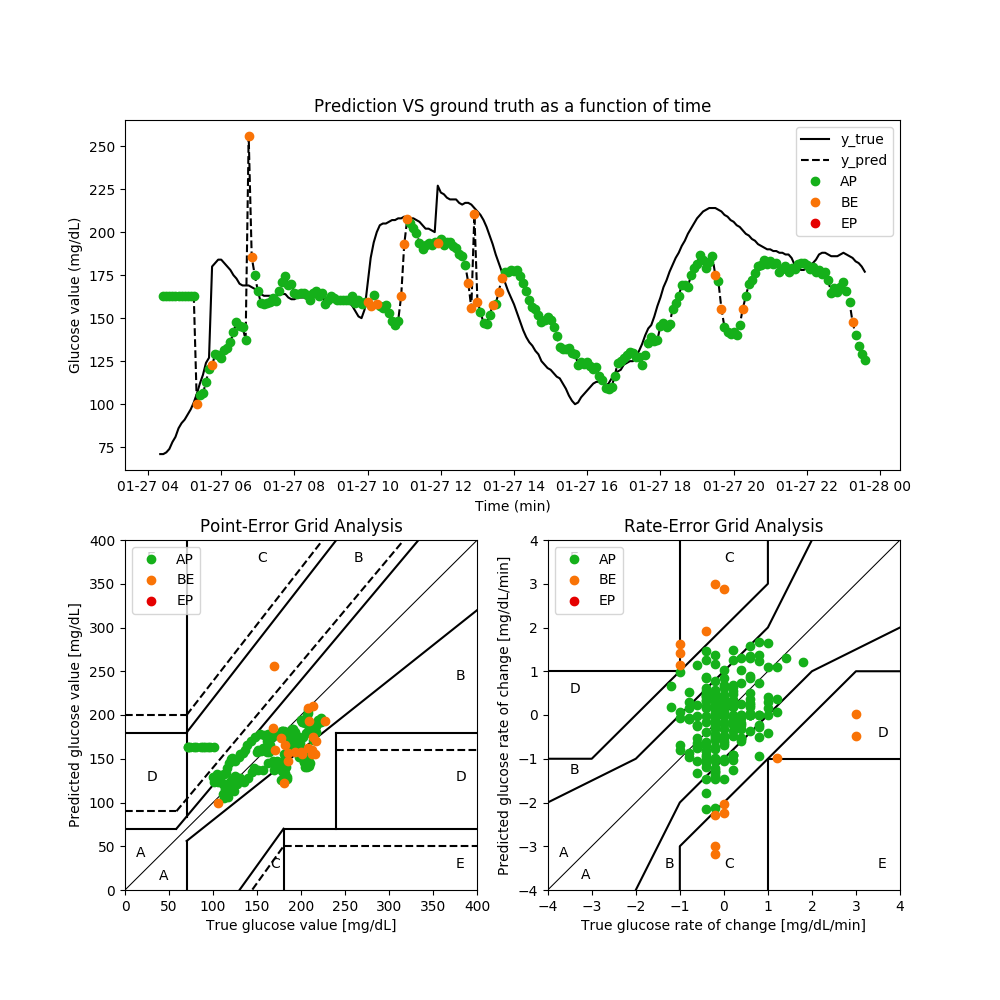 Prediction VS ground truth as a function of time
Glucose value (mg/dL)
250
225
200
175
150
125
100
75
y_true
y_pred
AP
BE
EP
01-27 04 01-27 06 01-27 08 01-27 10 01-27 12 01-27 14 01-27 16 01-27 18 01-27 20 01-27 22 01-28 00
Time (min)
Point-Error Grid Analysis
Predicted glucose value [mg/dL]
400
350
300
250
200
150
100
50
0
AP
BE
EP
C
B
B
D
D
A
A
C
E
0 50 100 150 200 250 300 350 400
True glucose value [mg/dL]
Rate-Error Grid Analysis
Predicted glucose rate of change [mg/dL/min]
4
3
2
1
0
−1
−2
−3
−4
AP
BE
EP
C
D
D
B
A
A
B
C
E
−4 −3 −2 −1 0 1 2 3 4
True glucose rate of change [mg/dL/min]